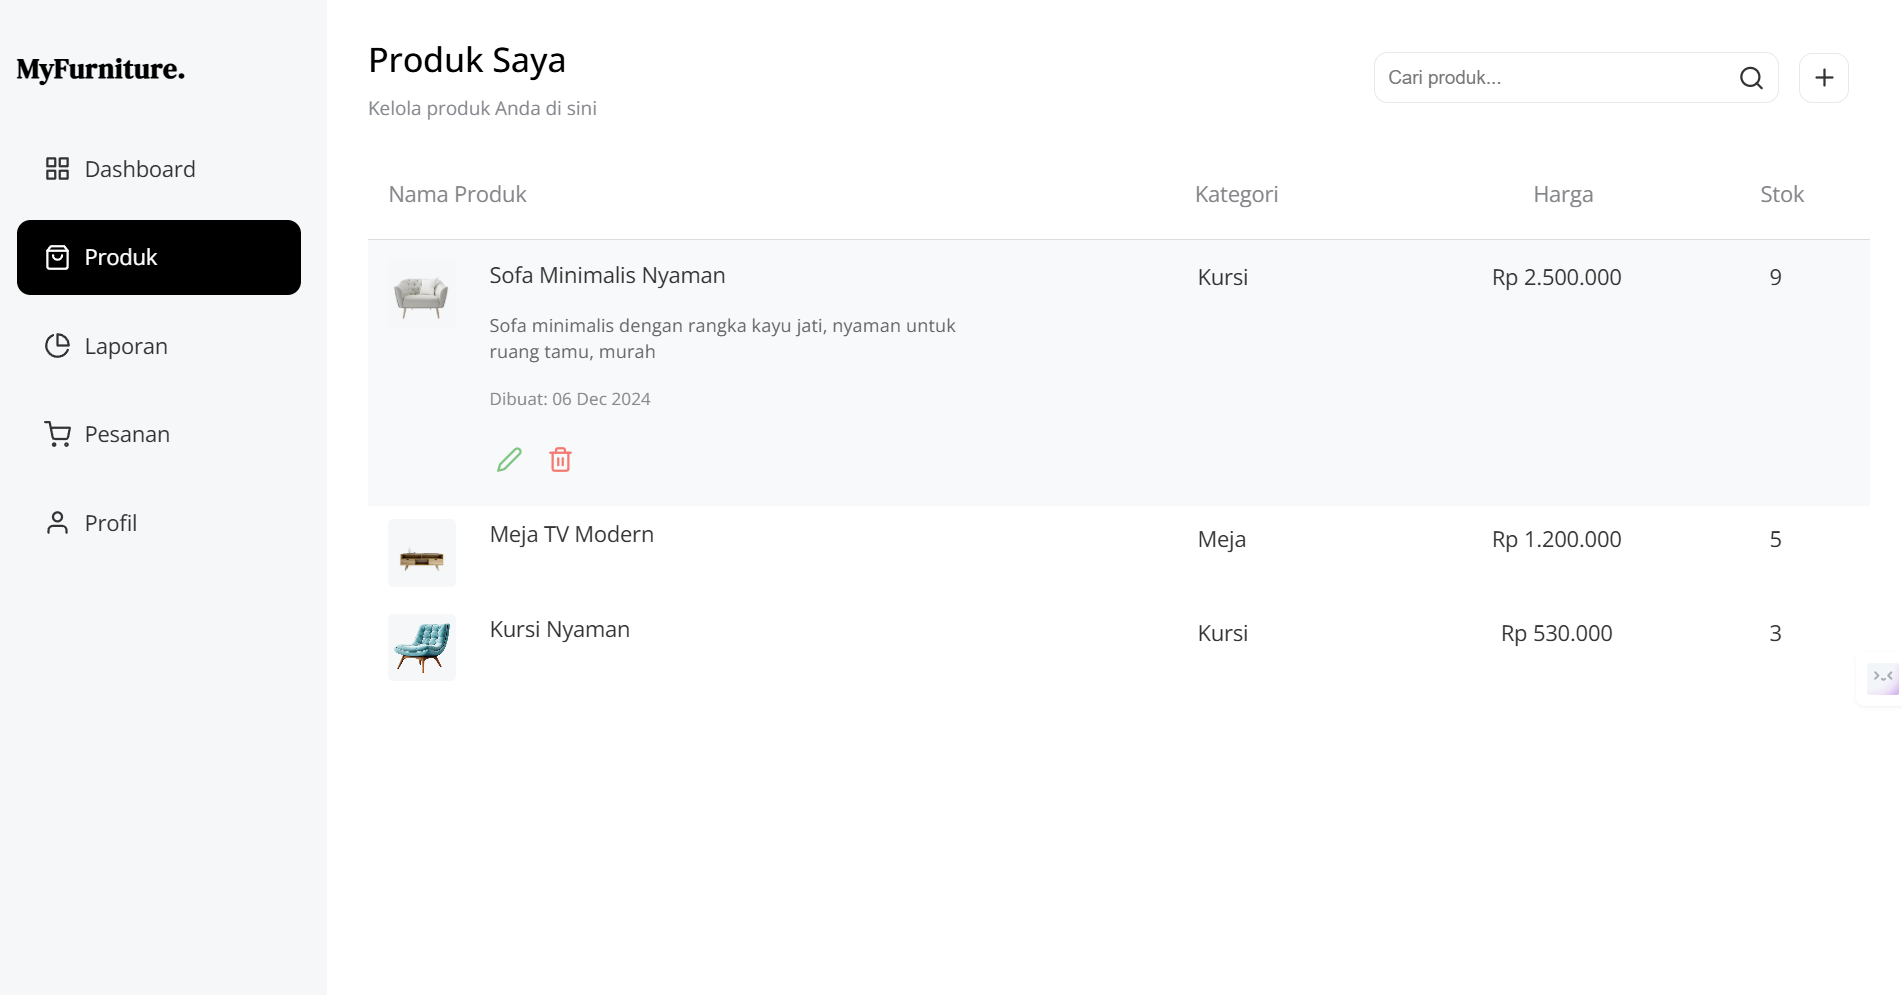 MyFurniture.
Dashboard
Produk
Laporan
Pesanan
Profil
Produk Saya
Kelola produk Anda di sini
Cari produk...
Nama Produk Kategori Harga Stok
Sofa Minimalis Nyaman Kursi Rp 2.500.000 9
Sofa minimalis dengan rangka kayu jati, nyaman untuk
ruang tamu, murah
Dibuat: 06 Dec 2024
Meja TV Modern Meja Rp 1.200.000 5
Kursi Nyaman Kursi Rp 530.000 3